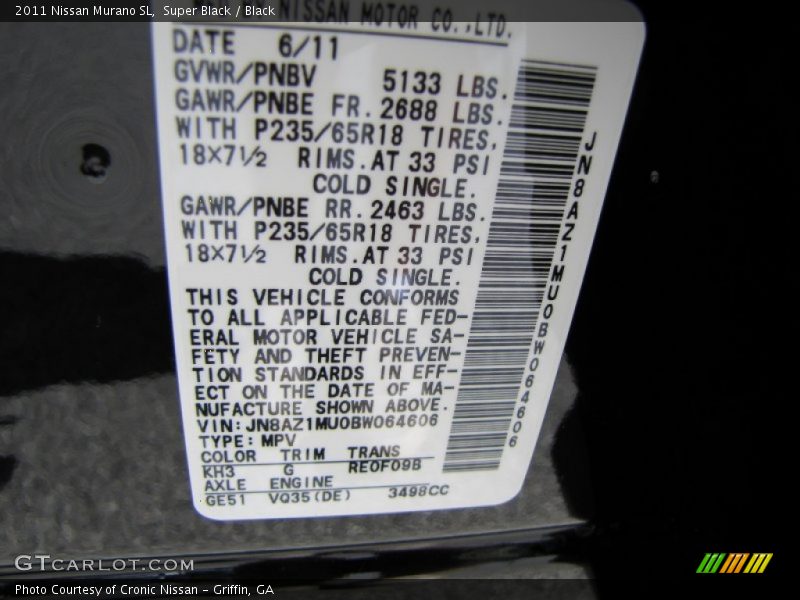 2011 Nissan Murano SL, Super Black / Black
NISSAN MOTOR CO.,LTD.
DATE 6/11
GVWR/PNBV 5133 LBS.
GAWR/PNBE FR. 2688 LBS.
WITH P235/65R18 TIRES,
18×7½ RIMS.AT 33 PSI
COLD SINGLE.
GAWR/PNBE RR. 2463 LBS.
WITH P235/65R18 TIRES,
18×7½ RIMS.AT 33 PSI
COLD SINGLE.
THIS VEHICLE CONFORMS
TO ALL APPLICABLE FED-
ERAL MOTOR VEHICLE SA-
FETY AND THEFT PREVEN-
TION STANDARDS IN EFF-
ECT ON THE DATE OF MA-
NUFACTURE SHOWN ABOVE.
VIN:JN8AZ1MU0BW064606
TYPE:MPV
COLOR TRIM TRANS
KH3 G RE0F09B
AXLE ENGINE
GE51 VQ35(DE) 3498CC
JN8AZ1MU0BW064606
GTCARLOT.COM
Photo Courtesy of Cronic Nissan - Griffin, GA